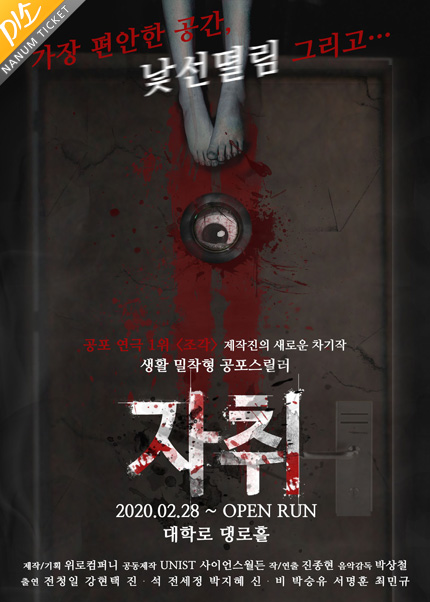 미소
NANUM TICKET
가장 편안한 공간,
낯선떨림 그리고...
공포 연극 1위 <조각> 제작진의 새로운 차기작
생활 밀착형 공포스릴러
자취
2020.02.28 ~ OPEN RUN
대학로 댕로홀
제작/기획 위로컴퍼니 공동제작 UNIST 사이언스월든 작/연출 진종현 음악감독 박상철
출연 전청일 강현택 진·석 전세정 박지혜 신·비 박승유 서명훈 최민규